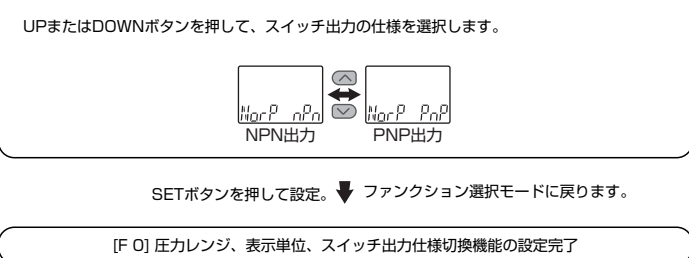 UPまたはDOWNボタンを押して、スイッチ出力の仕様を選択します。
NorP nPn NorP PnP
NPN出力 PNP出力
SETボタンを押して設定。 ファンクション選択モードに戻ります。
[F 0] 圧力レンジ、表示単位、スイッチ出力仕様切換機能の設定完了